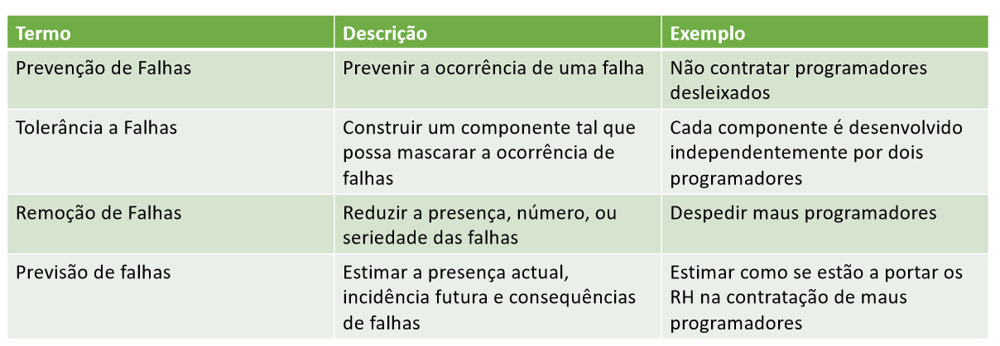 Termo
Descrição
Exemplo
Prevenção de Falhas
Prevenir a ocorrência de uma falha
Não contratar programadores
desleixados
Tolerância a Falhas
Construir um componente tal que
possa mascarar a ocorrência de
falhas
Cada componente é desenvolvido
independentemente por dois
programadores
Remoção de Falhas
Reduzir a presença, número, ou
seriedade das falhas
Despedir maus programadores
Previsão de falhas
Estimar a presença actual,
incidência futura e consequências
de falhas
Estimar como se estão a portar os
RH na contratação de maus
programadores